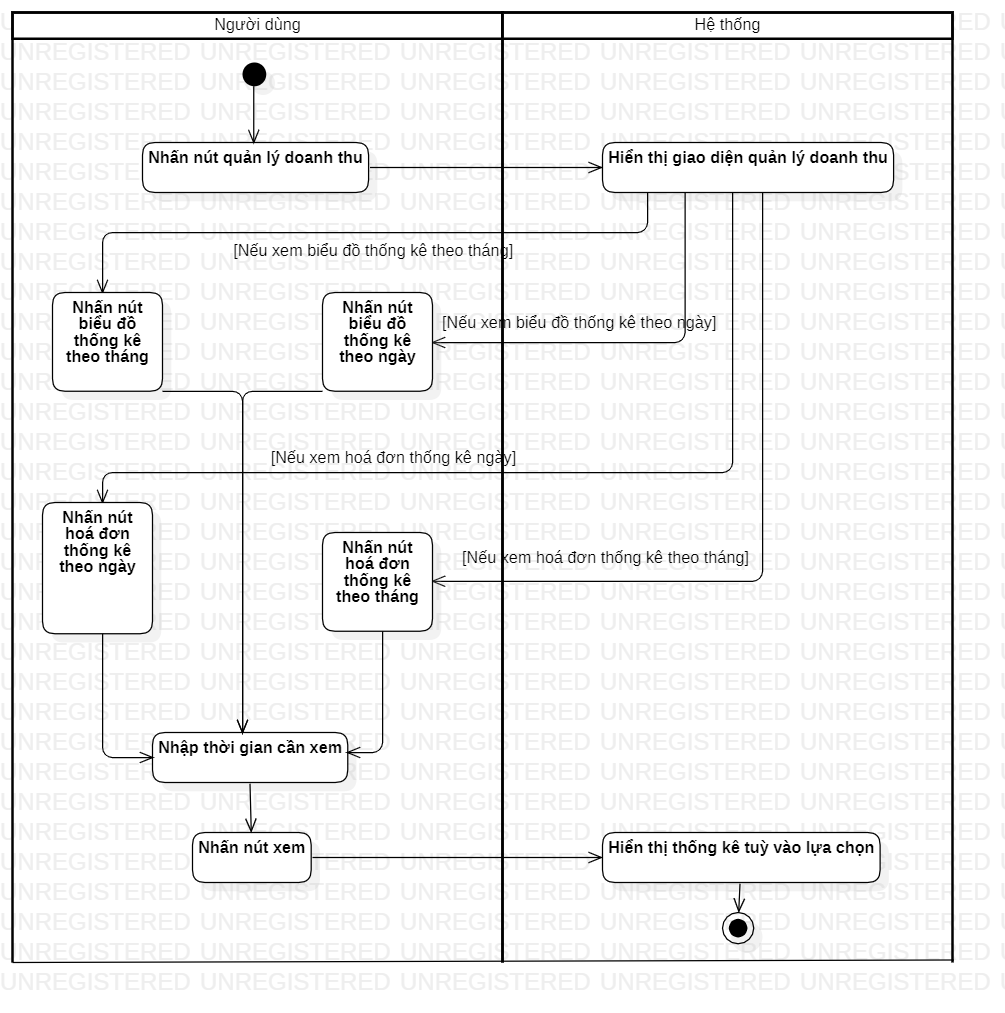 Người dùng
Hệ thống
Nhấn nút quản lý doanh thu
Hiển thị giao diện quản lý doanh thu
[Nếu xem biểu đồ thống kê theo tháng]
Nhấn nút
biểu đồ
thống kê
theo tháng
Nhấn nút
biểu đồ
thống kê
theo ngày
[Nếu xem biểu đồ thống kê theo ngày]
[Nếu xem hoá đơn thống kê ngày]
Nhấn nút
hoá đơn
thống kê
theo ngày
Nhấn nút
hoá đơn
thống kê
theo tháng
[Nếu xem hoá đơn thống kê theo tháng]
Nhập thời gian cần xem
Nhấn nút xem
Hiển thị thống kê tuỳ vào lựa chọn
UNREGISTERED